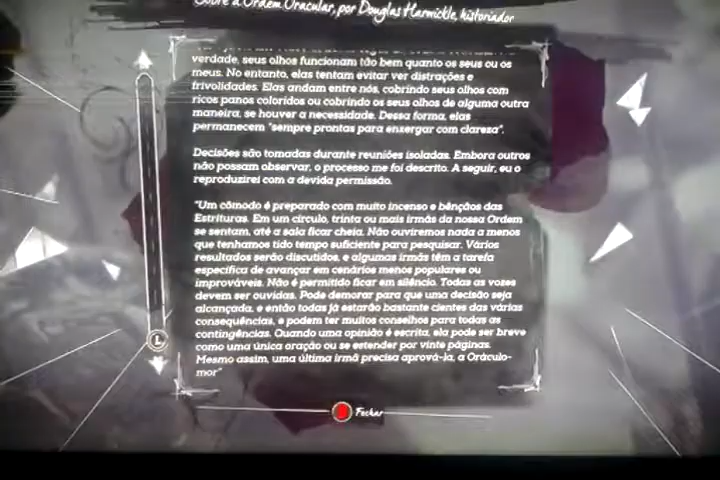 Sobre a Ordem Oracular, por Douglas Harmickle, historiador
verdade, seus olhos funcionam tão bem quanto os seus ou os
meus. No entanto, elas tentam evitar ver distrações e
frivolidades. Elas andam entre nós, cobrindo seus olhos com
ricos panos coloridos ou cobrindo os seus olhos de alguma outra
maneira, se houver a necessidade. Dessa forma, elas
permanecem "sempre prontas para enxergar com clareza".
Decisões são tomadas durante reuniões isoladas. Embora outros
não possam observar, o processo me foi descrito. A seguir, eu o
reproduzirei com a devida permissão.
"Um cômodo é preparado com muito incenso e bênçãos das
Estrituras. Em um círculo, trinta ou mais irmãs da nossa Ordem
se sentam, até a sala ficar cheia. Não ouviremos nada a menos
que tenhamos tido tempo suficiente para pesquisar. Vários
resultados serão discutidos, e algumas irmãs têm a tarefa
específica de avançar em cenários menos populares ou
improváveis. Não é permitido ficar em silêncio. Todas as vozes
devem ser ouvidas. Pode demorar para que uma decisão seja
alcançada, e então todas já estarão bastante cientes das várias
consequências, e podem ter muitos conselhos para todas as
contingências. Quando uma opinião é escrita, ela pode ser breve
como uma única oração ou se estender por vinte páginas.
Mesmo assim, uma última irmã precisa aprová-la, a Oráculo-
mor"
L
Fechar